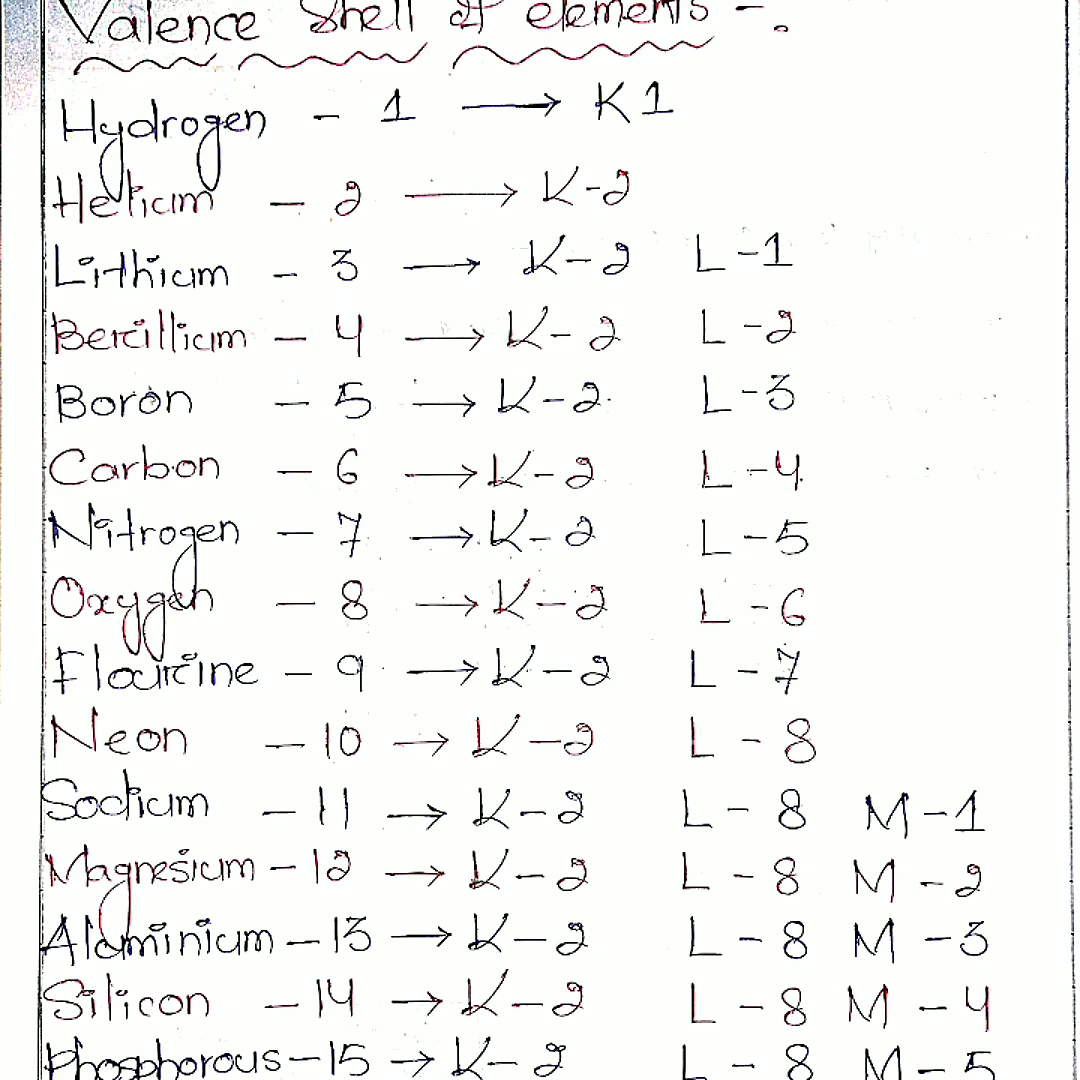 Valence Shell of elements -:
Hydrogen - 1 → K 1
Helium - 2 → K-2
Lithium - 3 → K-2 L-1
Berillium - 4 → K-2 L-2
Boron - 5 → K-2 L-3
Carbon - 6 → K-2 L-4
Nitrogen - 7 → K-2 L-5
Oxygen - 8 → K-2 L-6
Flourine - 9 → K-2 L-7
Neon - 10 → K-2 L-8
Sodium - 11 → K-2 L-8 M-1
Magnesium - 12 → K-2 L-8 M-2
Aluminium - 13 → K-2 L-8 M-3
Silicon - 14 → K-2 L-8 M-4
Phosphorous - 15 → K-2 L-8 M-5